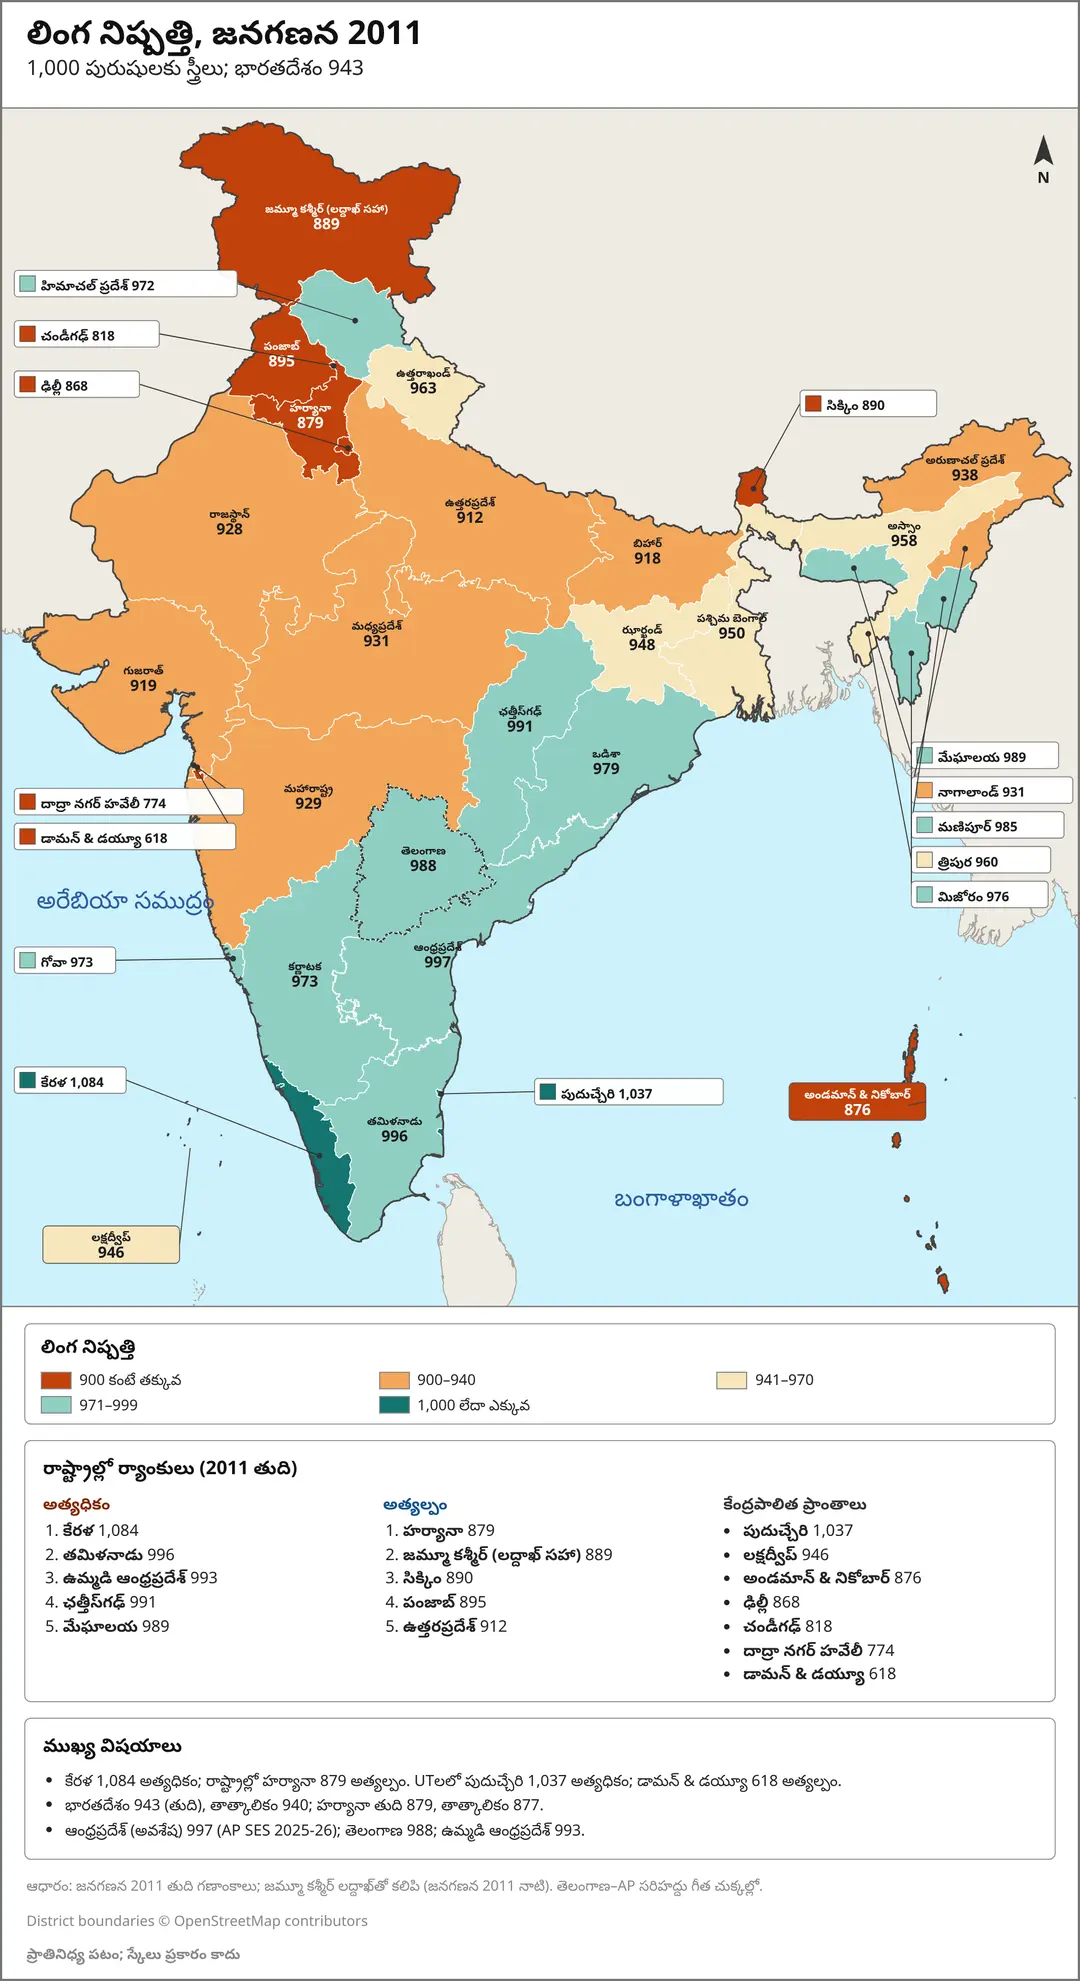 లింగ నిష్పత్తి, జనగణన 2011
1,000 పురుషులకు స్త్రీలు; భారతదేశం 943
N
జమ్మూ కశ్మీర్ (లద్దాఖ్ సహా)
889
హిమాచల్ ప్రదేశ్ 972
చండీగఢ్ 818
పంజాబ్
895
ఉత్తరాఖండ్
963
ఢిల్లీ 868
హర్యానా
879
సిక్కిం 890
అరుణాచల్ ప్రదేశ్
938
రాజస్థాన్
928
ఉత్తరప్రదేశ్
912
అస్సాం
958
బిహార్
918
మధ్యప్రదేశ్
931
ఝార్ఖండ్
948
పశ్చిమ బెంగాల్
950
గుజరాత్
919
ఛత్తీస్‌గఢ్
991
ఒడిశా
979
మేఘాలయ 989
నాగాలాండ్ 931
మణిపూర్ 985
త్రిపుర 960
మిజోరం 976
మహారాష్ట్ర
929
దాద్రా నగర్ హవేలీ 774
డామన్ & డయ్యూ 618
తెలంగాణ
988
అరేబియా సముద్రం
ఆంధ్రప్రదేశ్
997
గోవా 973
కర్ణాటక
973
కేరళ 1,084
పుదుచ్చేరి 1,037
అండమాన్ & నికోబార్
876
తమిళనాడు
996
బంగాళాఖాతం
లక్షద్వీప్
946
లింగ నిష్పత్తి
900 కంటే తక్కువ
900–940
941–970
971–999
1,000 లేదా ఎక్కువ
రాష్ట్రాల్లో ర్యాంకులు (2011 తుది)
అత్యధికం
1. కేరళ 1,084
2. తమిళనాడు 996
3. ఉమ్మడి ఆంధ్రప్రదేశ్ 993
4. ఛత్తీస్‌గఢ్ 991
5. మేఘాలయ 989
అత్యల్పం
1. హర్యానా 879
2. జమ్మూ కశ్మీర్ (లద్దాఖ్ సహా) 889
3. సిక్కిం 890
4. పంజాబ్ 895
5. ఉత్తరప్రదేశ్ 912
కేంద్రపాలిత ప్రాంతాలు
• పుదుచ్చేరి 1,037
• లక్షద్వీప్ 946
• అండమాన్ & నికోబార్ 876
• ఢిల్లీ 868
• చండీగఢ్ 818
• దాద్రా నగర్ హవేలీ 774
• డామన్ & డయ్యూ 618
ముఖ్య విషయాలు
• కేరళ 1,084 అత్యధికం; రాష్ట్రాల్లో హర్యానా 879 అత్యల్పం. UTలలో పుదుచ్చేరి 1,037 అత్యధికం; డామన్ & డయ్యూ 618 అత్యల్పం.
• భారతదేశం 943 (తుది), తాత్కాలికం 940; హర్యానా తుది 879, తాత్కాలికం 877.
• ఆంధ్రప్రదేశ్ (అవశేష) 997 (AP SES 2025-26); తెలంగాణ 988; ఉమ్మడి ఆంధ్రప్రదేశ్ 993.
ఆధారం: జనగణన 2011 తుది గణాంకాలు; జమ్మూ కశ్మీర్ లద్దాఖ్‌తో కలిపి (జనగణన 2011 నాటి). తెలంగాణ–AP సరిహద్దు గీత చుక్కల్లో.
District boundaries © OpenStreetMap contributors
ప్రాతినిధ్య పటం; స్కేలు ప్రకారం కాదు